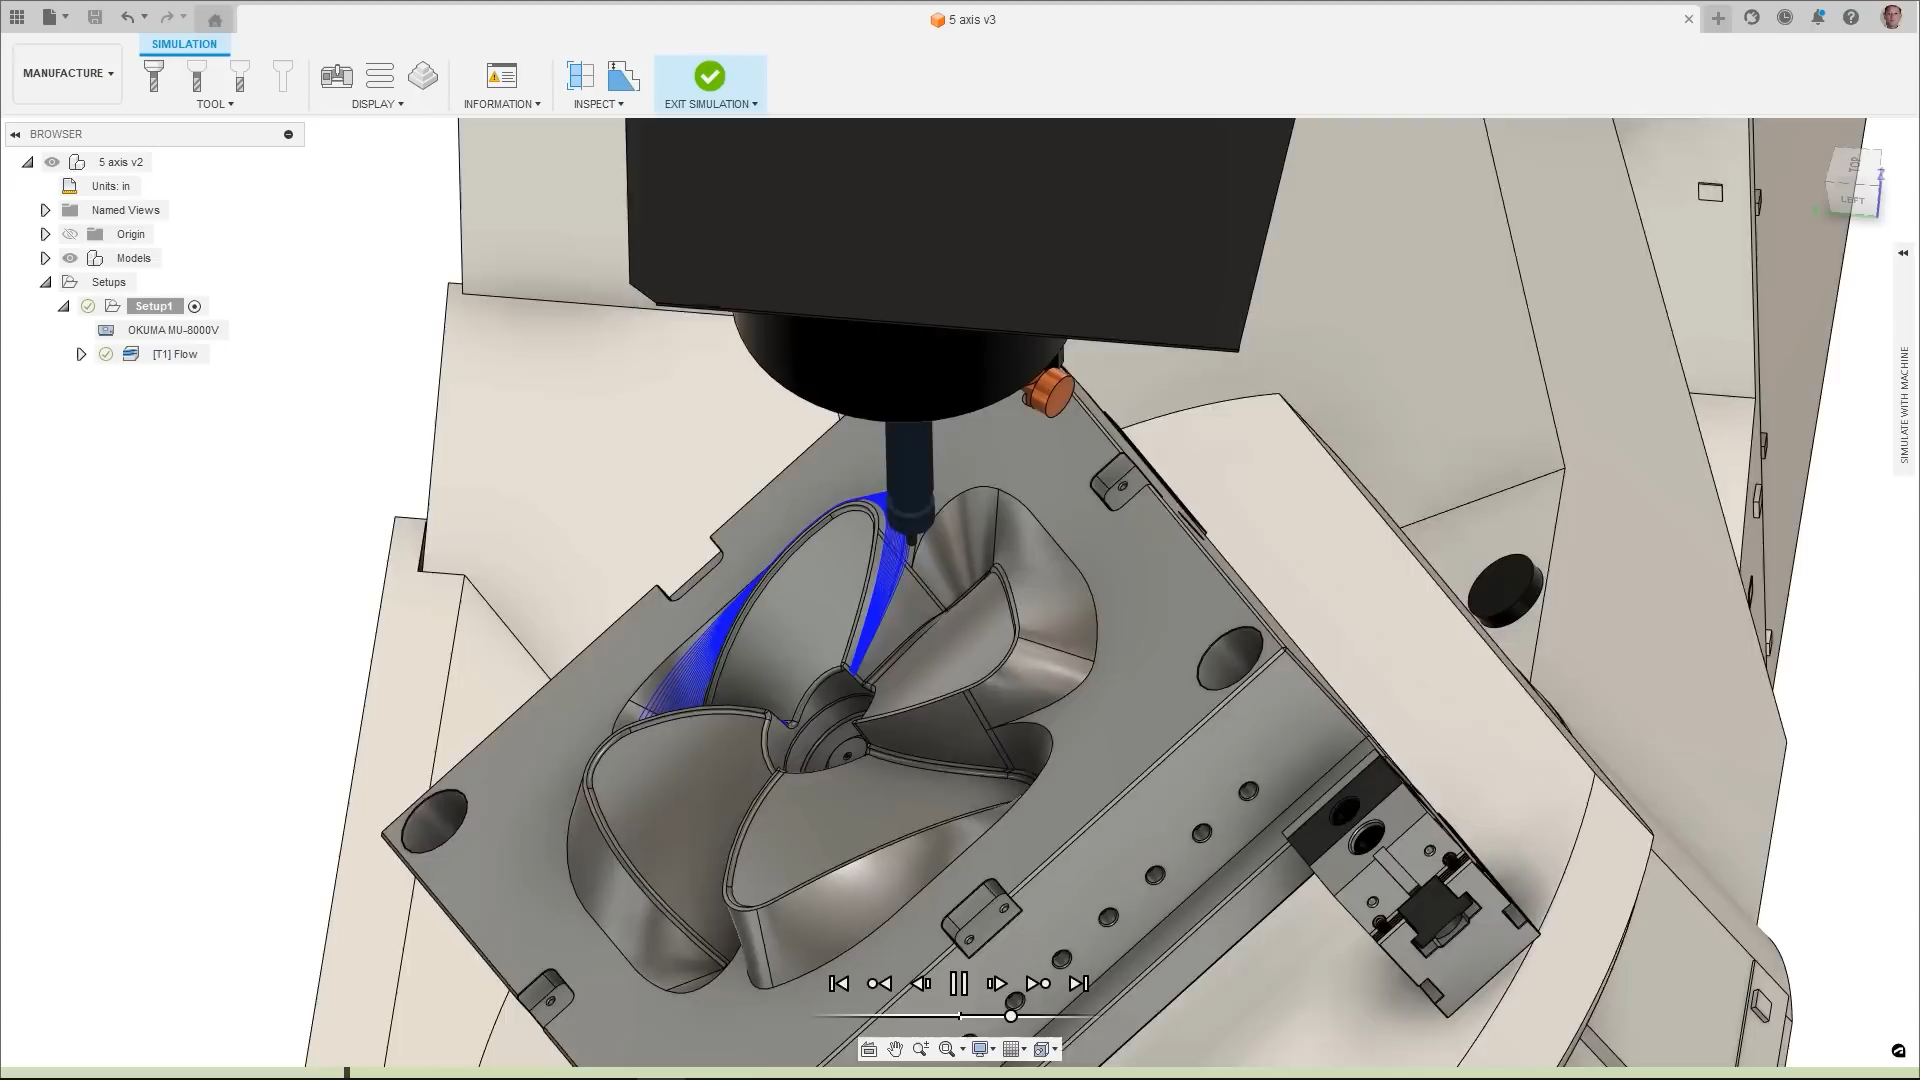 5 axis v3
SIMULATION
MANUFACTURE
TOOL
DISPLAY
INFORMATION
INSPECT
EXIT SIMULATION
BROWSER
5 axis v2
Units: in
Named Views
Origin
Models
Setups
Setup1
OKUMA MU-8000V
[T1] Flow
TOP
LEFT
Z
SIMULATE WITH MACHINE